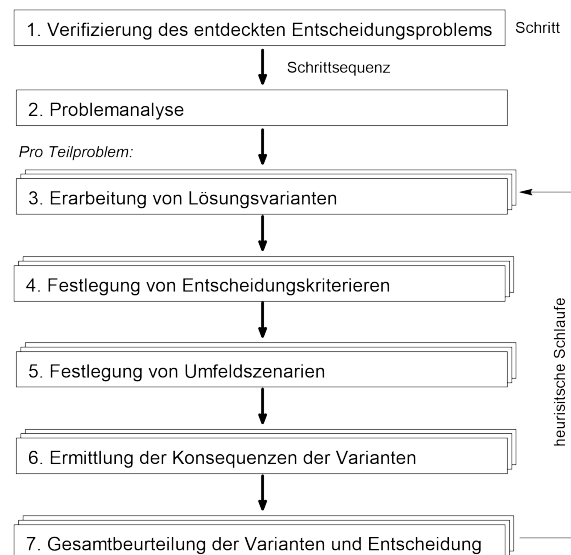 1. Verifizierung des entdeckten Entscheidungsproblems
Schritt
Schrittsequenz
2. Problemanalyse
Pro Teilproblem:
3. Erarbeitung von Lösungsvarianten
4. Festlegung von Entscheidungskriterieren
5. Festlegung von Umfeldszenarien
heurisitsche Schlaufe
6. Ermittlung der Konsequenzen der Varianten
7. Gesamtbeurteilung der Varianten und Entscheidung